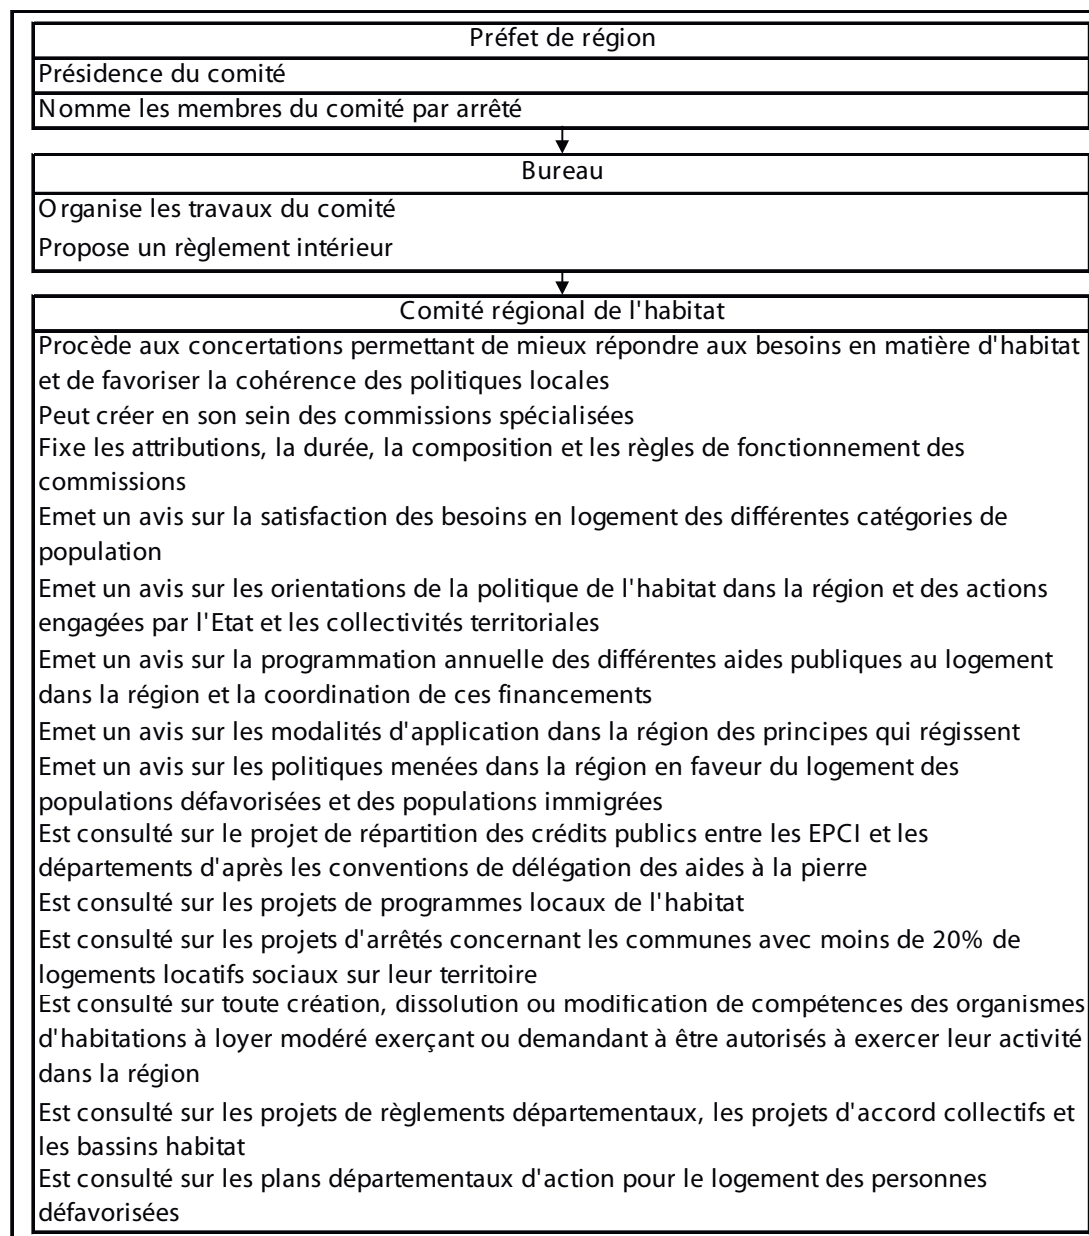 Préfet de région
Présidence du comité
Nomme les membres du comité par arrêté
Bureau
Organise les travaux du comité
Propose un règlement intérieur
Comité régional de l'habitat
Procède aux concertations permettant de mieux répondre aux besoins en matière d'habitat
et de favoriser la cohérence des politiques locales
Peut créer en son sein des commissions spécialisées
Fixe les attributions, la durée, la composition et les règles de fonctionnement des
commissions
Emet un avis sur la satisfaction des besoins en logement des différentes catégories de
population
Emet un avis sur les orientations de la politique de l'habitat dans la région et des actions
engagées par l'Etat et les collectivités territoriales
Emet un avis sur la programmation annuelle des différentes aides publiques au logement
dans la région et la coordination de ces financements
Emet un avis sur les modalités d'application dans la région des principes qui régissent
Emet un avis sur les politiques menées dans la région en faveur du logement des
populations défavorisées et des populations immigrées
Est consulté sur le projet de répartition des crédits publics entre les EPCI et les
départements d'après les conventions de délégation des aides à la pierre
Est consulté sur les projets de programmes locaux de l'habitat
Est consulté sur les projets d'arrêtés concernant les communes avec moins de 20% de
logements locatifs sociaux sur leur territoire
Est consulté sur toute création, dissolution ou modification de compétences des organismes
d'habitations à loyer modéré exerçant ou demandant à être autorisés à exercer leur activité
dans la région
Est consulté sur les projets de règlements départementaux, les projets d'accord collectifs et
les bassins habitat
Est consulté sur les plans départementaux d'action pour le logement des personnes
défavorisées